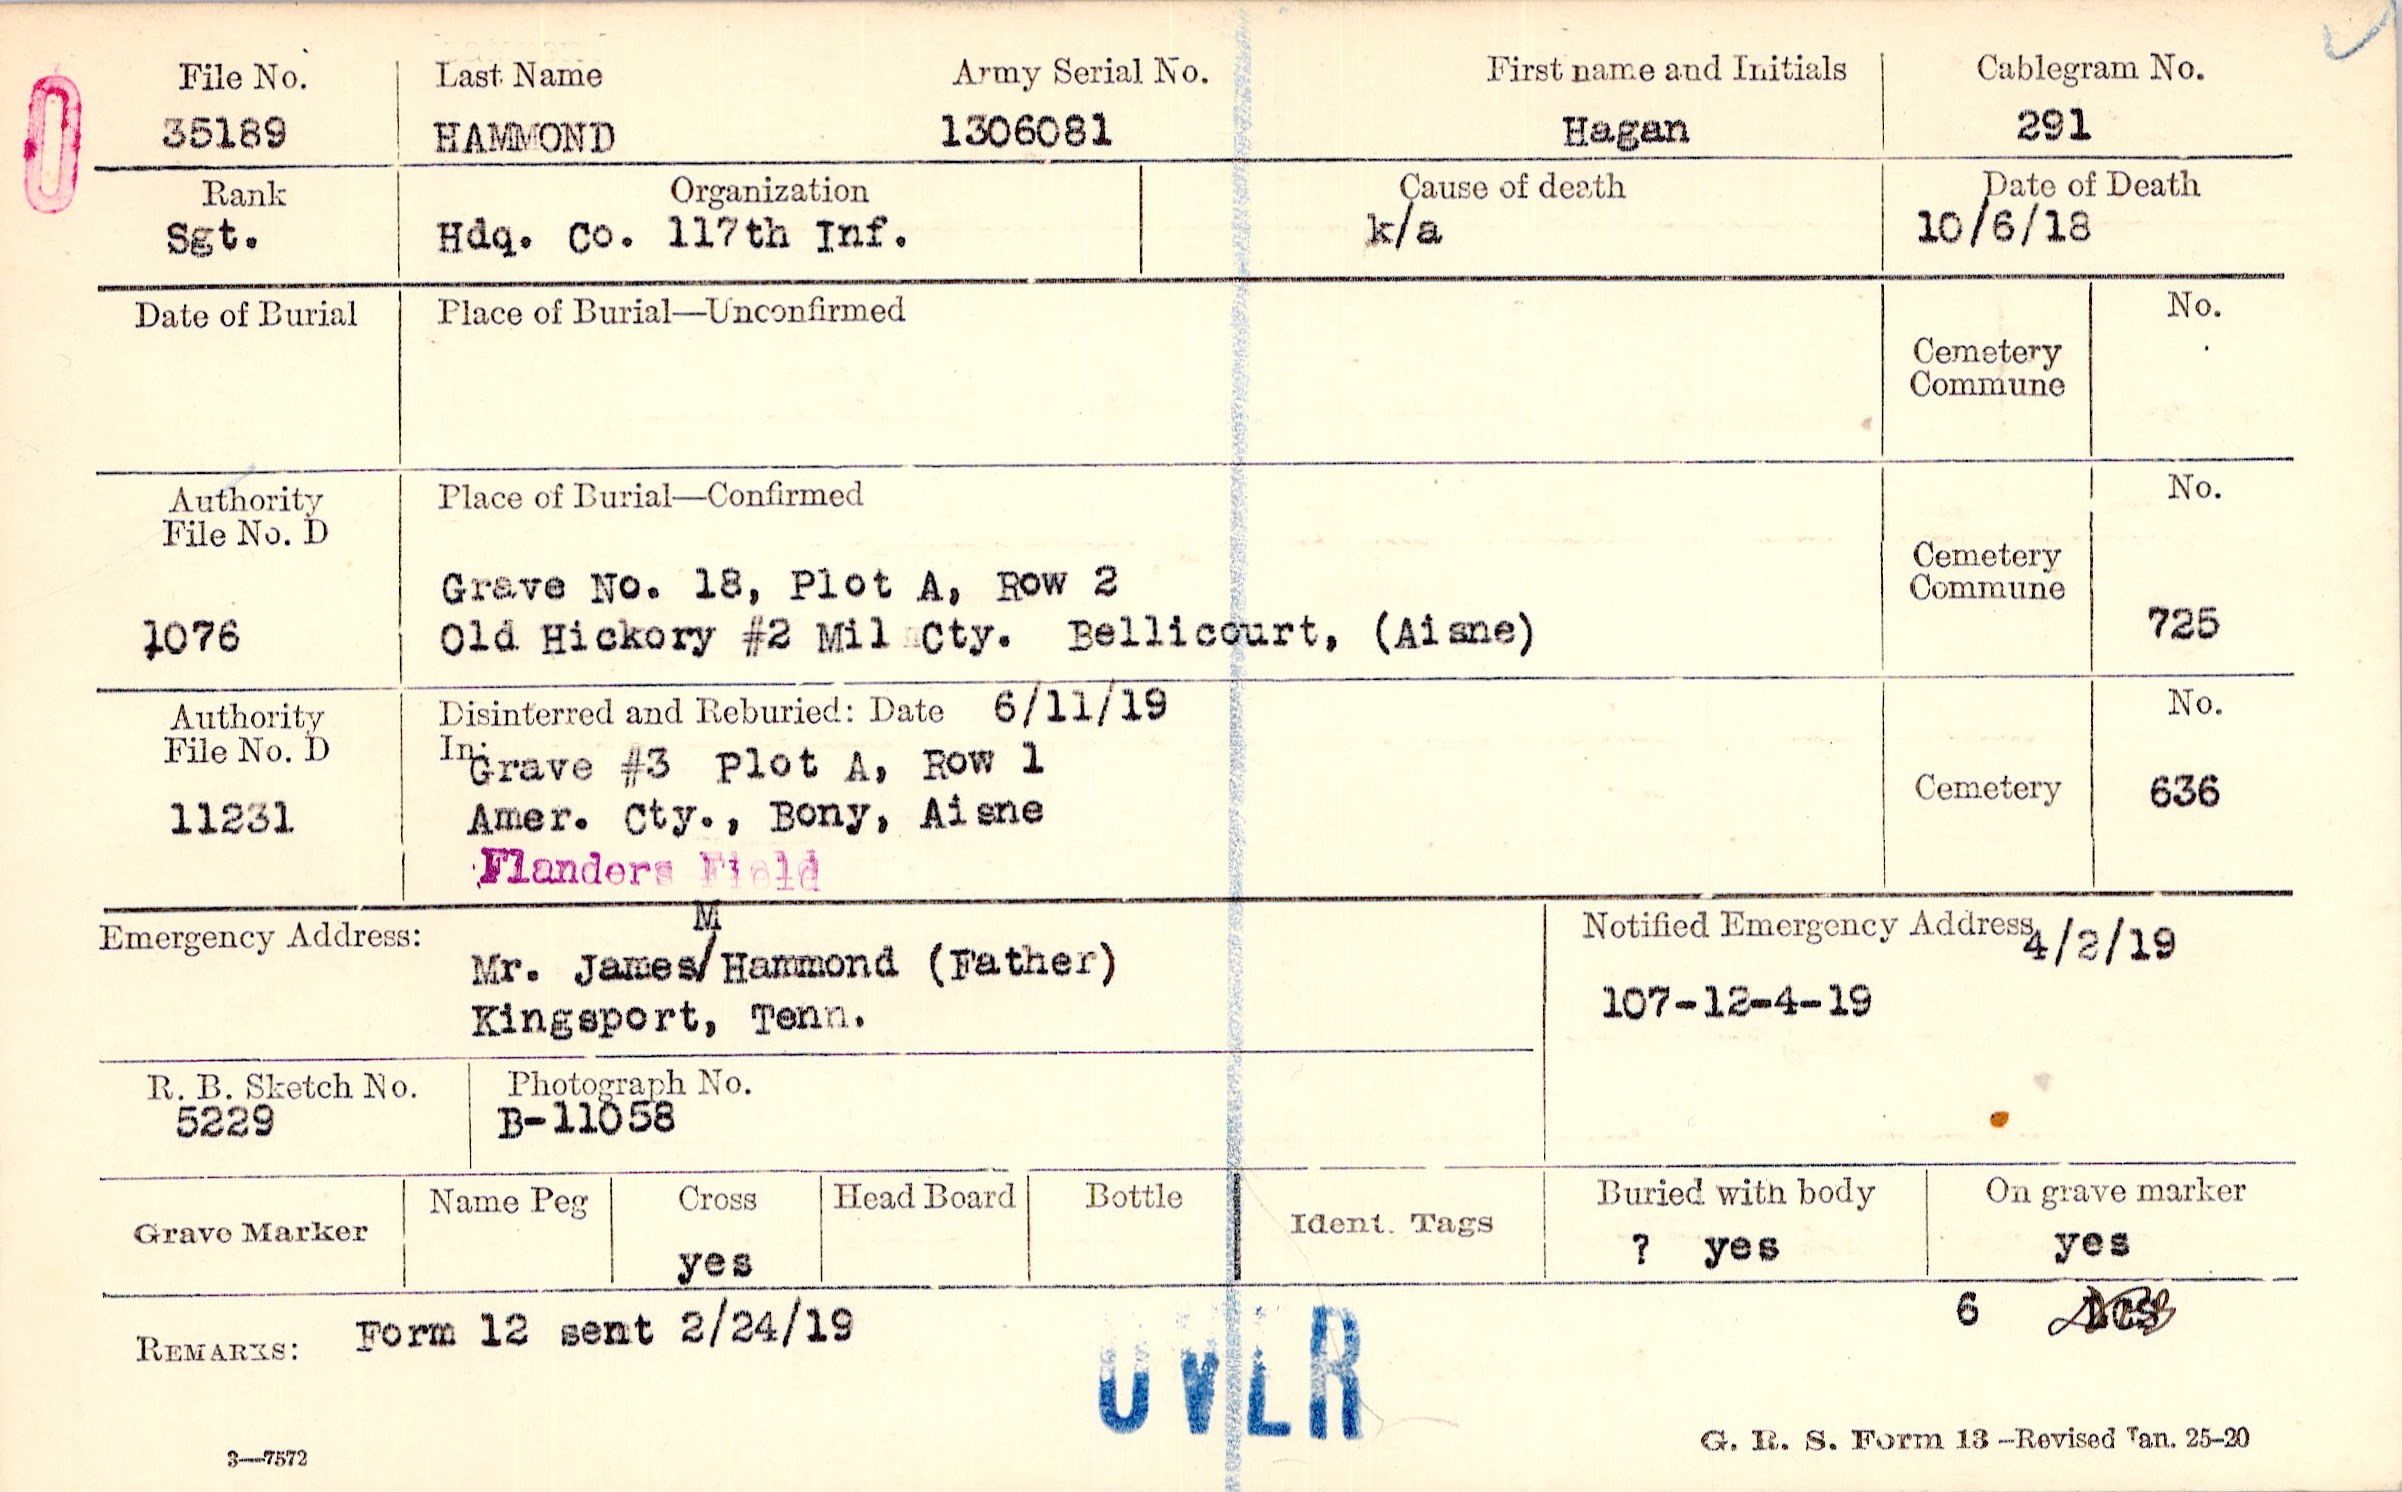 File No. Last Name Army Serial No. First name and Initials Cablegram No.
35189 HAMMOND 1306081 Hagan 291
Rank Organization Cause of death Date of Death
Sgt. Hdq. Co. 117th Inf. k/a 10/6/18
Date of Burial Place of Burial—Unconfirmed No.
Cemetery
Commune
Authority Place of Burial—Confirmed No.
File No. D
Cemetery
Commune
Grave No. 18, Plot A, Row 2
1076 Old Hickory #2 Mil Cty. Bellicourt, (Aisne) 725
Authority Disinterred and Reburied: Date 6/11/19 No.
File No. D In:
Grave #3 Plot A, Row 1
Cemetery 636
11231 Amer. Cty., Bony, Aisne
Flanders Field
Emergency Address: Notified Emergency Address 4/2/19
M
Mr. James/Hammond (Father)
Kingsport, Tenn. 107-12-4-19
R. B. Sketch No. Photograph No.
5229 B-11058
Grave Marker Name Peg Cross Head Board Bottle Ident. Tags Buried with body On grave marker
yes ? yes yes
6
REMARKS: Form 12 sent 2/24/19
OVER
3—7572 G. R. S. Form 13—Revised Jan. 25-20